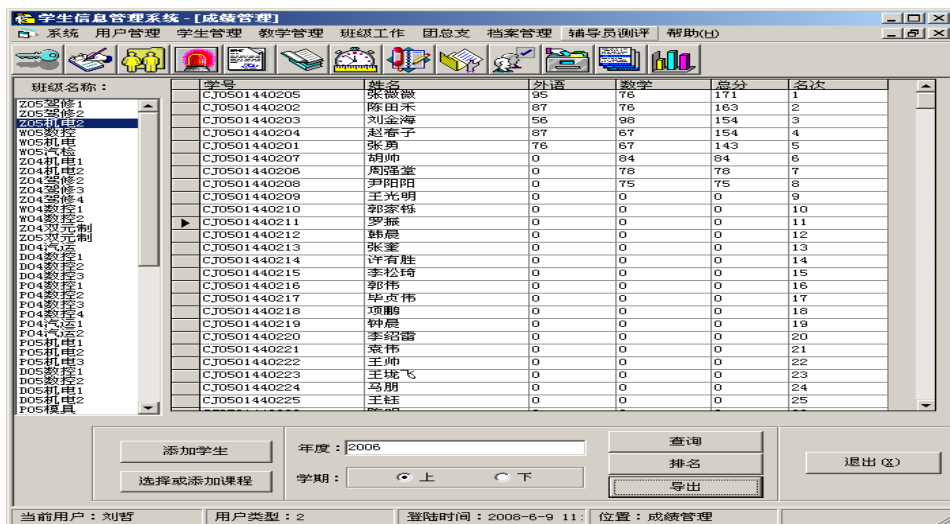 学生信息管理系统 - [成绩管理]
系统 用户管理 学生管理 教学管理 班级工作 团总支 档案管理 辅导员测评 帮助(H)
班级名称：
Z05驾修1
Z05驾修2
Z05机电2
W05数控
W05机电
W05汽检
Z04机电1
Z04机电2
Z04驾修2
Z04驾修3
Z04驾修4
W04数控1
W04数控2
Z04双元制
Z05双元制
D04汽运
D04数控1
D04数控2
D04数控3
P04数控1
P04数控2
P04数控3
P04数控4
P04汽运1
P04汽运2
P05机电1
P05机电2
P05机电3
D05数控1
D05数控2
D05机电1
D05机电2
P05模具
学号 姓名 外语 数学 总分 名次
CJ0501440205 张微微 95 76 171 1
CJ0501440202 陈田禾 87 76 163 2
CJ0501440203 刘金海 56 98 154 3
CJ0501440204 赵春子 87 67 154 4
CJ0501440201 张勇 76 67 143 5
CJ0501440207 胡帅 0 84 84 6
CJ0501440206 周强堂 0 78 78 7
CJ0501440208 尹阳阳 0 75 75 8
CJ0501440209 王光明 0 0 0 9
CJ0501440210 郭家铄 0 0 0 10
CJ0501440211 罗振 0 0 0 11
CJ0501440212 韩晨 0 0 0 12
CJ0501440213 张奎 0 0 0 13
CJ0501440214 许有胜 0 0 0 14
CJ0501440215 李松琦 0 0 0 15
CJ0501440216 郭伟 0 0 0 16
CJ0501440217 毕贞伟 0 0 0 17
CJ0501440218 项鹏 0 0 0 18
CJ0501440219 钟晨 0 0 0 19
CJ0501440220 李绍雷 0 0 0 20
CJ0501440221 袁伟 0 0 0 21
CJ0501440222 王帅 0 0 0 22
CJ0501440223 王垅飞 0 0 0 23
CJ0501440224 马朋 0 0 0 24
CJ0501440225 王钰 0 0 0 25
添加学生
选择或添加课程
年度：2006
学期： 上 下
查询
排名
导出
退出(X)
当前用户：刘哲 用户类型：2 登陆时间：2008-6-9 11: 位置：成绩管理